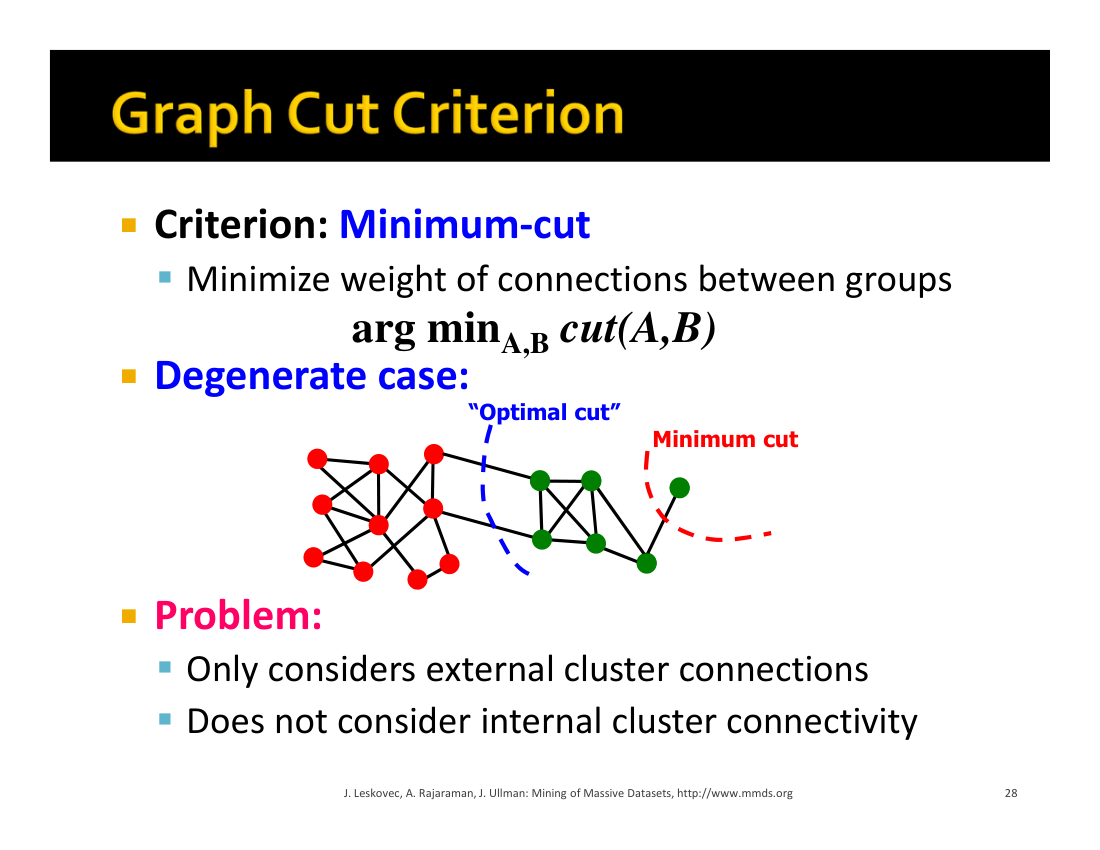 Graph Cut Criterion
Criterion: Minimum-cut
Minimize weight of connections between groups
arg minA,B cut(A,B)
Degenerate case:
“Optimal cut”
Minimum cut
Problem:
Only considers external cluster connections
Does not consider internal cluster connectivity
J. Leskovec, A. Rajaraman, J. Ullman: Mining of Massive Datasets, http://www.mmds.org
28